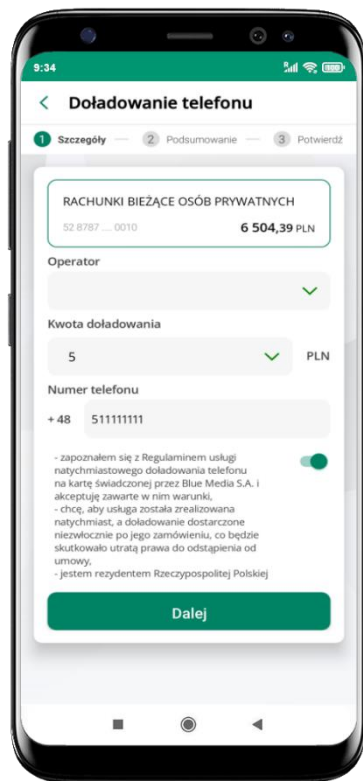 9:34
Doładowanie telefonu
1 Szczegóły 2 Podsumowanie 3 Potwierdź
RACHUNKI BIEŻĄCE OSÓB PRYWATNYCH
52 8787 .... 0010 6 504,39 PLN
Operator
Kwota doładowania
5 PLN
Numer telefonu
+ 48 511111111
- zapoznałem się z Regulaminem usługi
natychmiastowego doładowania telefonu
na kartę świadczonej przez Blue Media S.A. i
akceptuję zawarte w nim warunki,
- chcę, aby usługa została zrealizowana
natychmiast, a doładowanie dostarczone
niezwłocznie po jego zamówieniu, co będzie
skutkowało utratą prawa do odstąpienia od
umowy,
- jestem rezydentem Rzeczypospolitej Polskiej
Dalej